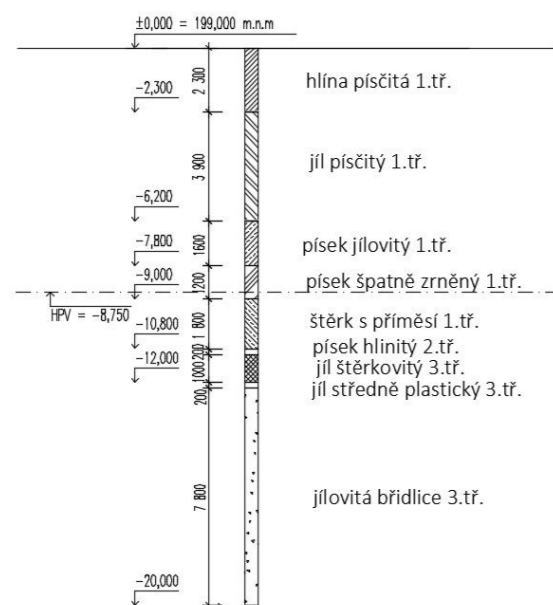 ±0,000 = 199,000 m.n.m
-2,300
2 300
hlína písčitá 1.tř.
3 900
jíl písčitý 1.tř.
-6,200
-7,800
1600
písek jílovitý 1.tř.
-9,000
1200
písek špatně zrněný 1.tř.
HPV = -8,750
-10,800
1 800
štěrk s příměsí 1.tř.
200
písek hlinitý 2.tř.
-12,000
1000
jíl štěrkovitý 3.tř.
200
jíl středně plastický 3.tř.
7 800
jílovitá břidlice 3.tř.
-20,000